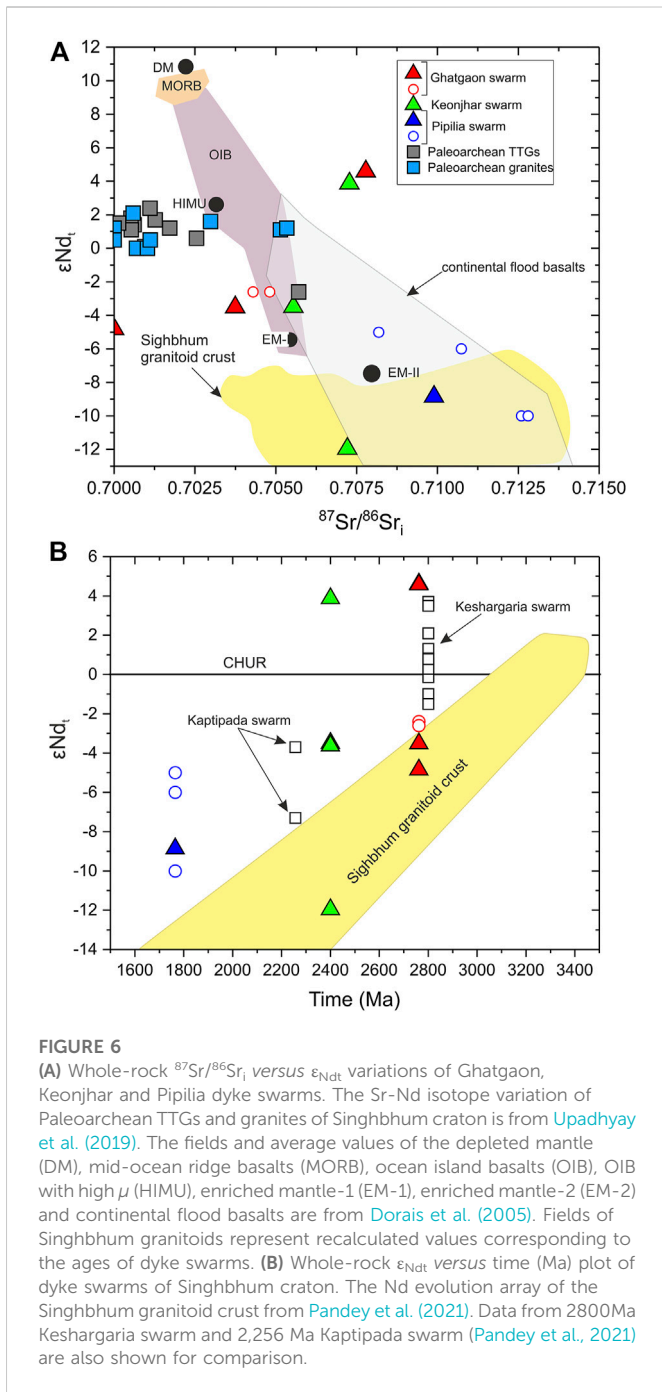 A
12
10
8
6
4
2
0
-2
-4
-6
-8
-10
-12
εNdₜ
DM
MORB
OIB
HIMU
EM-I
EM-II
continental flood basalts
Sighbhum
granitoid crust
Ghatgaon swarm
Keonjhar swarm
Pipilia swarm
Paleoarchean TTGs
Paleoarchean granites
0.7000 0.7025 0.7050 0.7075 0.7100 0.7125 0.7150
⁸⁷Sr/⁸⁶Srᵢ
B
6
4
2
0
-2
-4
-6
-8
-10
-12
-14
εNdₜ
Keshargaria swarm
CHUR
Kaptipada swarm
Sighbhum granitoid crust
1600 1800 2000 2200 2400 2600 2800 3000 3200 3400
Time (Ma)
FIGURE 6
(A) Whole-rock ⁸⁷Sr/⁸⁶Srᵢ versus εNdt variations of Ghatgaon,
Keonjhar and Pipilia dyke swarms. The Sr-Nd isotope variation of
Paleoarchean TTGs and granites of Singhbhum craton is from Upadhyay
et al. (2019). The fields and average values of the depleted mantle
(DM), mid-ocean ridge basalts (MORB), ocean island basalts (OIB), OIB
with high μ (HIMU), enriched mantle-1 (EM-1), enriched mantle-2 (EM-2)
and continental flood basalts are from Dorais et al. (2005). Fields of
Singhbhum granitoids represent recalculated values corresponding to
the ages of dyke swarms. (B) Whole-rock εNdt versus time (Ma) plot of
dyke swarms of Singhbhum craton. The Nd evolution array of the
Singhbhum granitoid crust from Pandey et al. (2021). Data from 2800Ma
Keshargaria swarm and 2,256 Ma Kaptipada swarm (Pandey et al., 2021)
are also shown for comparison.